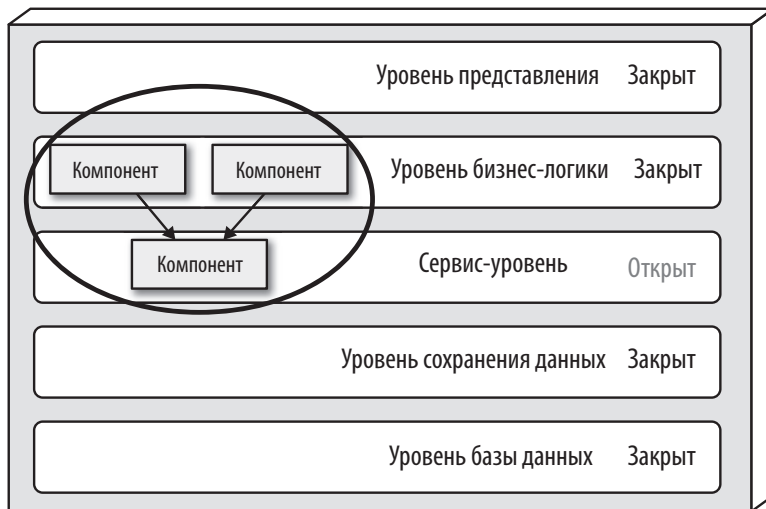 Уровень представления Закрыт
Компонент Компонент Уровень бизнес-логики Закрыт
Компонент Сервис-уровень Открыт
Уровень сохранения данных Закрыт
Уровень базы данных Закрыт